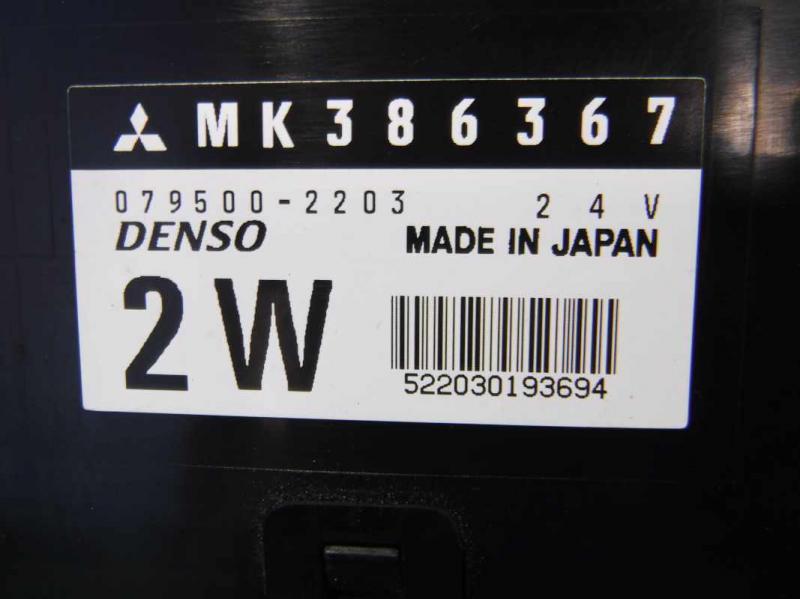 MK386367
079500-2203 24V
DENSO MADE IN JAPAN
2W
522030193694